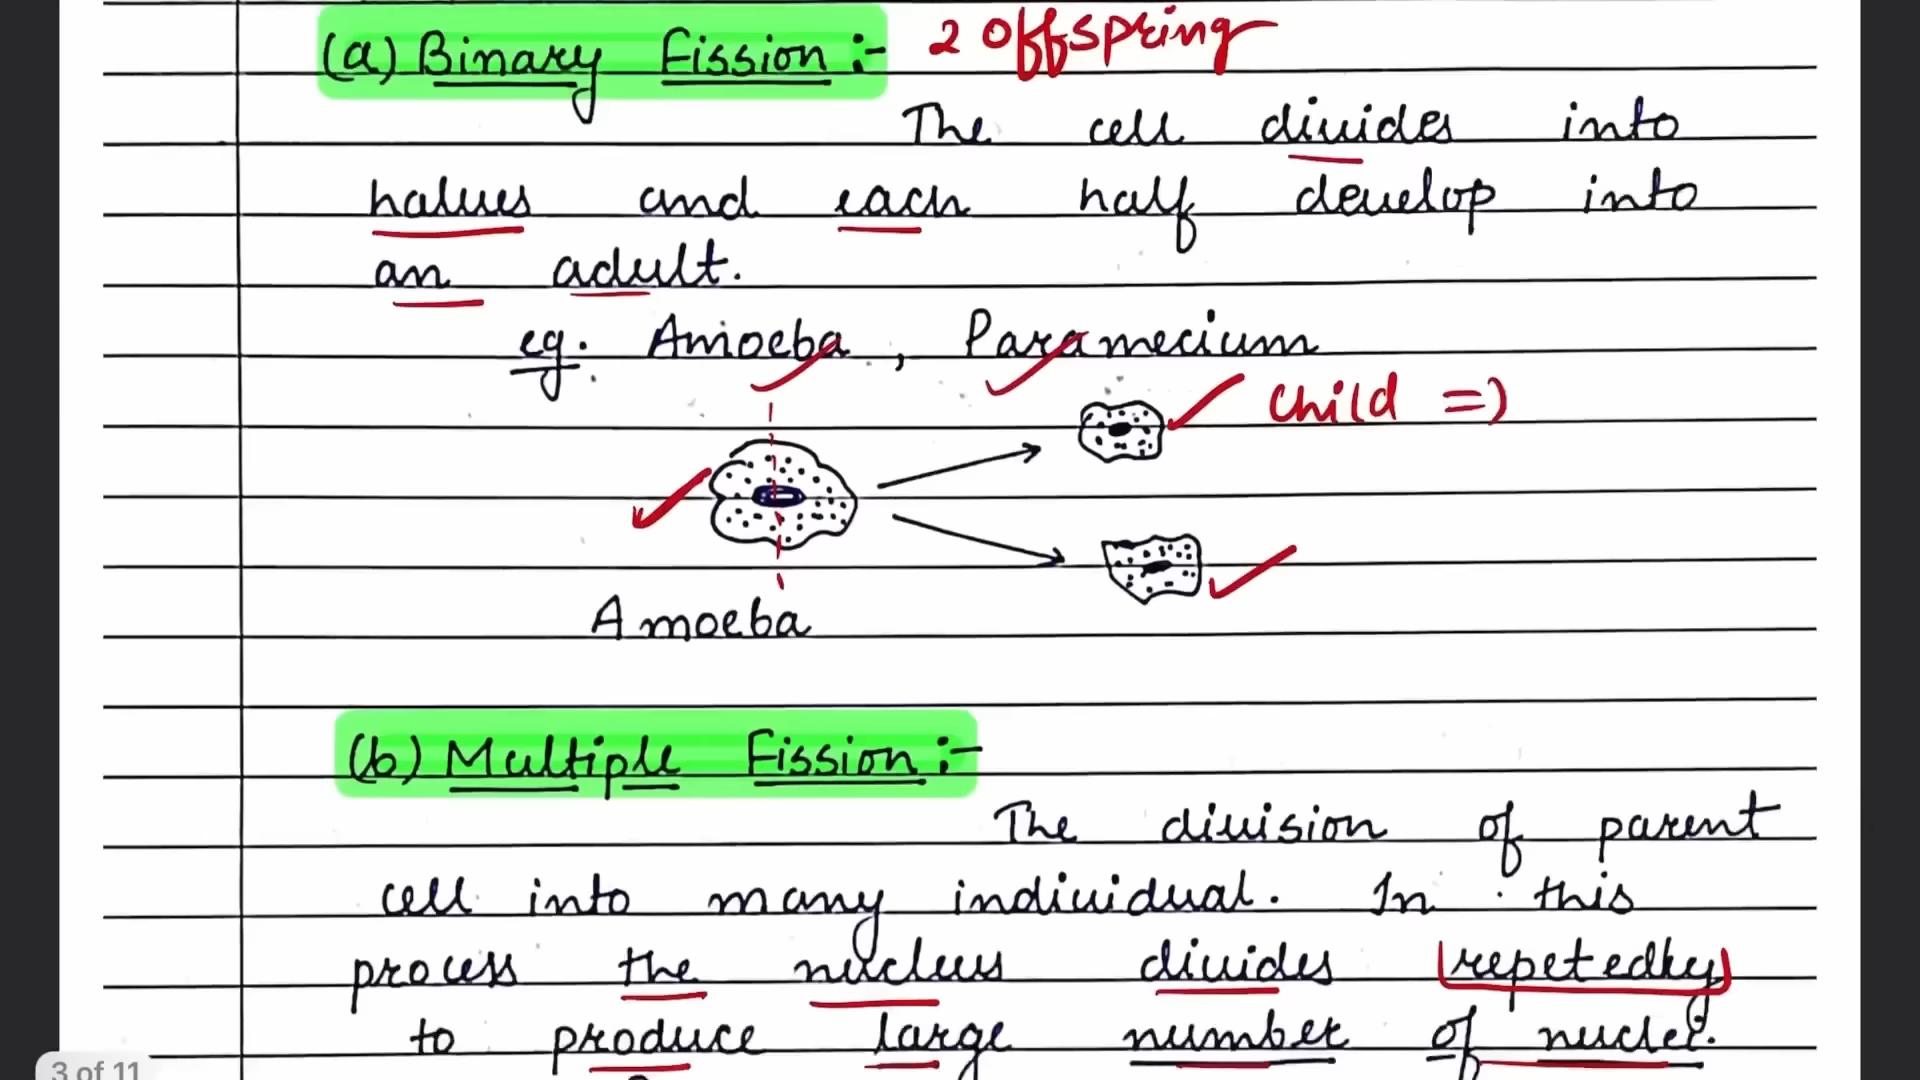 (a) Binary Fission :- 2 Offspring
The cell divides into
halves and each half develop into
an adult.
eg. Amoeba, Paramecium
Child =)
Amoeba
(b) Multiple Fission :-
The division of parent
cell into many individual. In this
process the nucleus divides repetedly
to produce large number of nuclei.
3 of 11